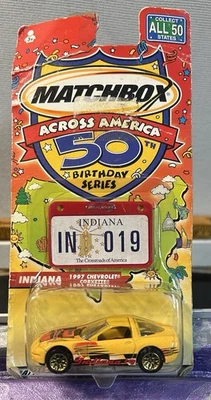 COLLECT
ALL 50
STATES
MATCHBOX
ACROSS AMERICA
50TH
BIRTHDAY
SERIES
INDIANA
IN 019
The Crossroads of America
INDIANA
1997 CHEVROLET
CORVETTE